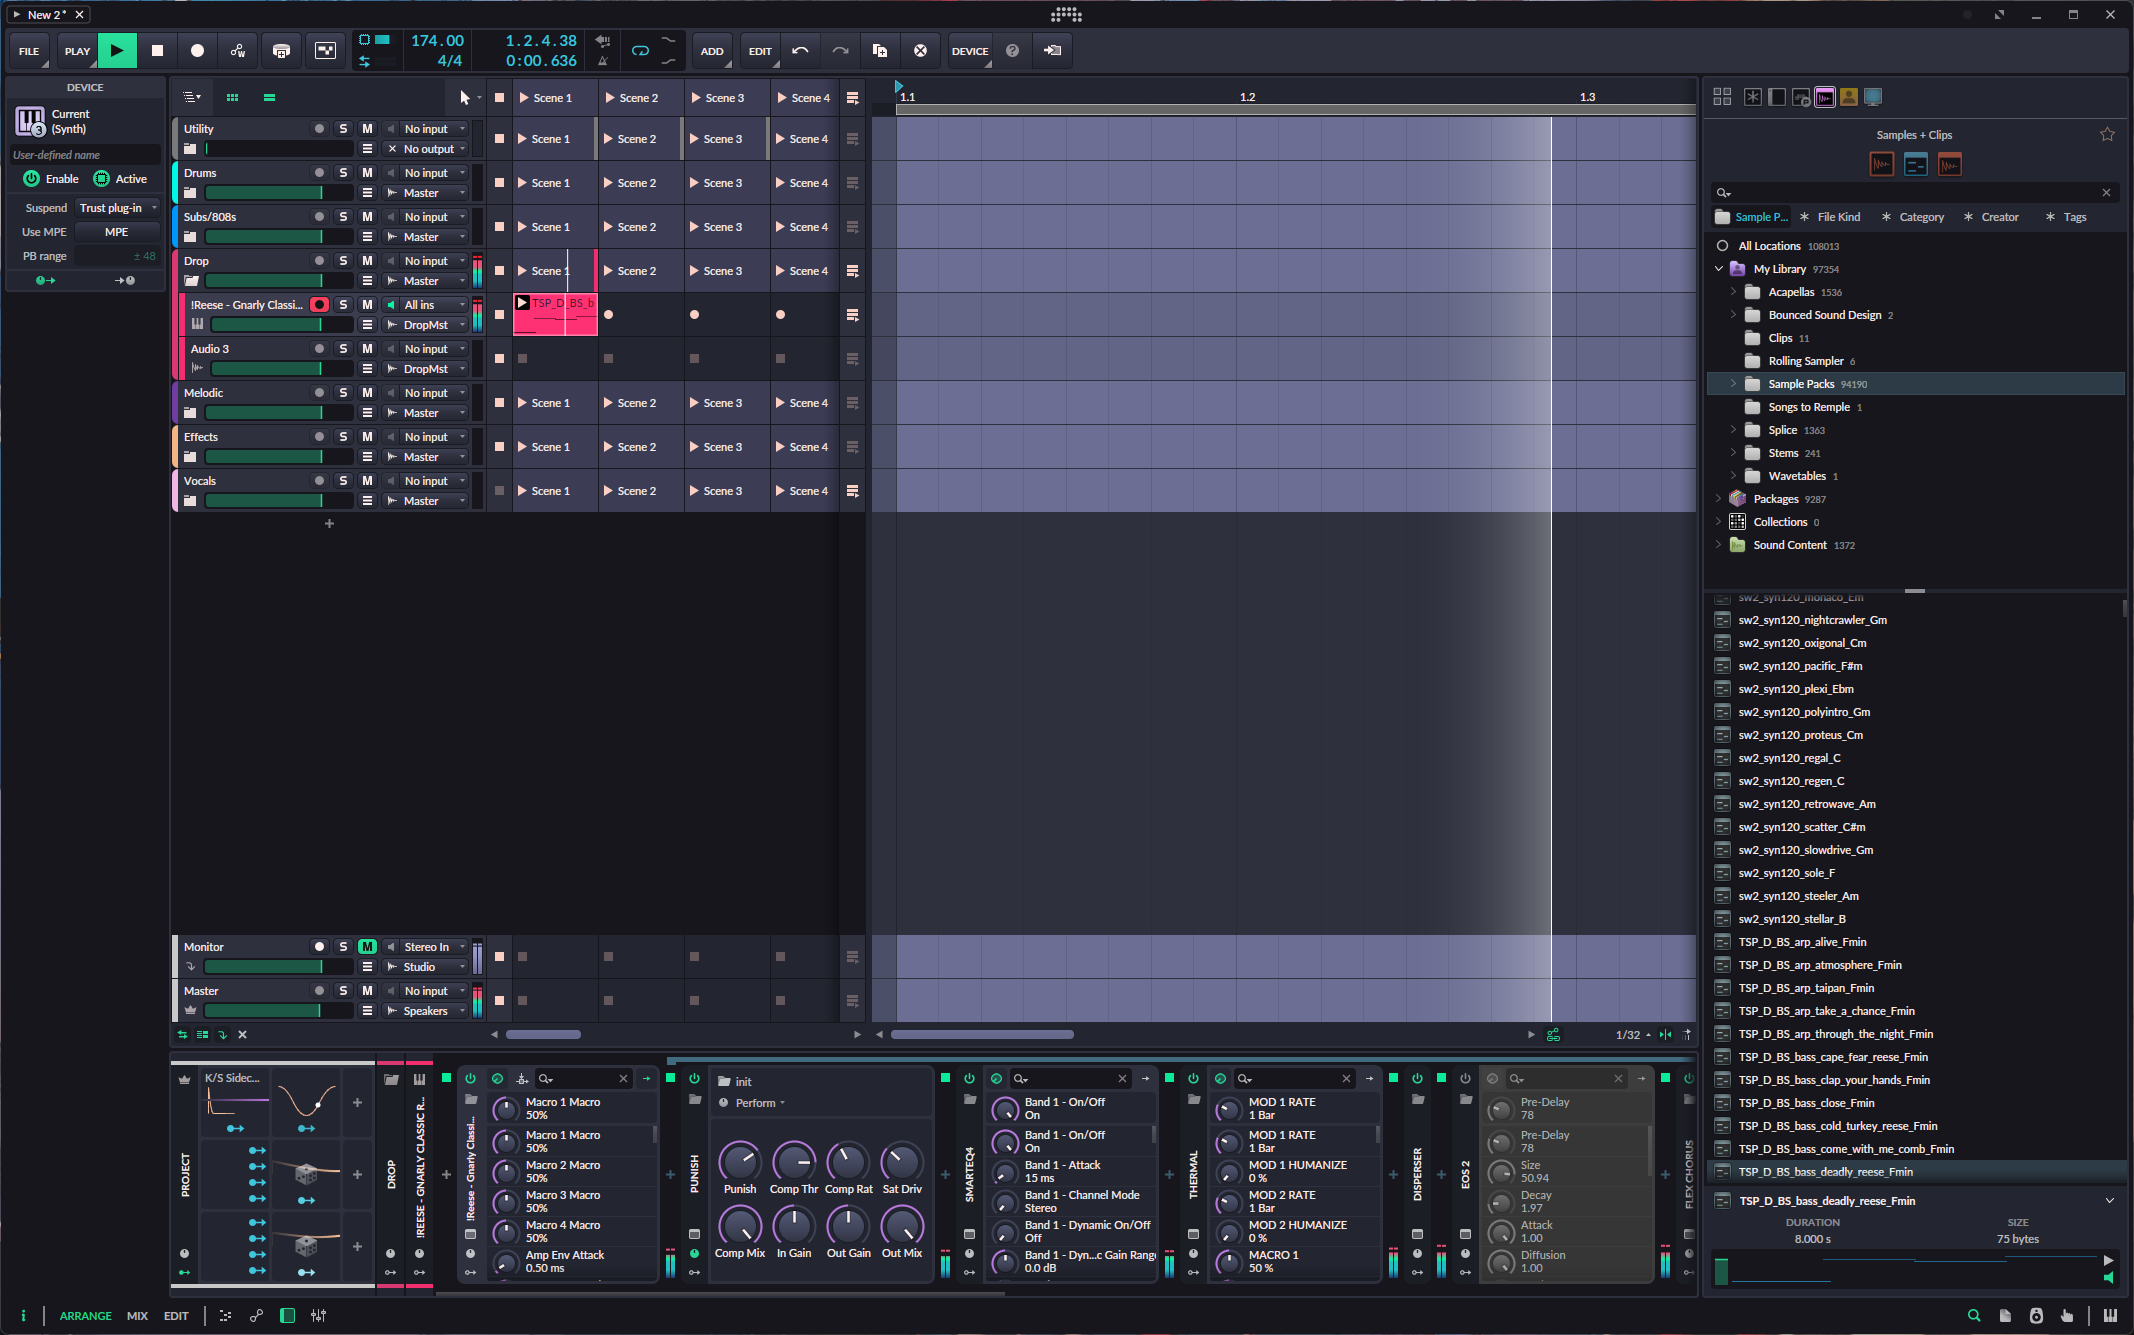 New 2*
FILE
PLAY
174.00
4/4
1.2.4.38
0:00.636
ADD
EDIT
DEVICE
DEVICE
Current
(Synth)
User-defined name
Enable
Active
Suspend
Trust plug-in
Use MPE
MPE
PB range
± 48
Scene 1
Scene 2
Scene 3
Scene 4
Utility
S
M
No input
No output
Scene 1
Scene 2
Scene 3
Scene 4
Drums
S
M
No input
Master
Scene 1
Scene 2
Scene 3
Scene 4
Subs/808s
S
M
No input
Master
Scene 1
Scene 2
Scene 3
Scene 4
Drop
S
M
No input
Master
Scene 1
Scene 2
Scene 3
Scene 4
!Reese - Gnarly Classi...
S
M
All ins
DropMst
TSP_D_BS_b
Audio 3
S
M
No input
DropMst
Melodic
S
M
No input
Master
Scene 1
Scene 2
Scene 3
Scene 4
Effects
S
M
No input
Master
Scene 1
Scene 2
Scene 3
Scene 4
Vocals
S
M
No input
Master
Scene 1
Scene 2
Scene 3
Scene 4
Monitor
S
M
Stereo In
Studio
Master
S
M
No input
Speakers
1.1
1.2
1.3
1/32
Samples + Clips
Sample P...
File Kind
Category
Creator
Tags
All Locations 108013
My Library 97354
Acapellas 1536
Bounced Sound Design 2
Clips 11
Rolling Sampler 6
Sample Packs 94190
Songs to Remple 1
Splice 1363
Stems 241
Wavetables 1
Packages 9287
Collections 0
Sound Content 1372
sw2_syn120_monaco_Em
sw2_syn120_nightcrawler_Gm
sw2_syn120_oxigonal_Cm
sw2_syn120_pacific_F#m
sw2_syn120_plexi_Ebm
sw2_syn120_polyintro_Gm
sw2_syn120_proteus_Cm
sw2_syn120_regal_C
sw2_syn120_regen_C
sw2_syn120_retrowave_Am
sw2_syn120_scatter_C#m
sw2_syn120_slowdrive_Gm
sw2_syn120_sole_F
sw2_syn120_steeler_Am
sw2_syn120_stellar_B
TSP_D_BS_arp_alive_Fmin
TSP_D_BS_arp_atmosphere_Fmin
TSP_D_BS_arp_taipan_Fmin
TSP_D_BS_arp_take_a_chance_Fmin
TSP_D_BS_arp_through_the_night_Fmin
TSP_D_BS_bass_cape_fear_reese_Fmin
TSP_D_BS_bass_clap_your_hands_Fmin
TSP_D_BS_bass_close_Fmin
TSP_D_BS_bass_cold_turkey_reese_Fmin
TSP_D_BS_bass_come_with_me_comb_Fmin
TSP_D_BS_bass_deadly_reese_Fmin
TSP_D_BS_bass_deadly_reese_Fmin
DURATION
8.000 s
SIZE
75 bytes
PROJECT
K/S Sidec...
DROP
!REESE - GNARLY CLASSIC R...
!Reese - Gnarly Classi...
Macro 1 Macro
50%
Macro 1 Macro
50%
Macro 2 Macro
50%
Macro 3 Macro
50%
Macro 4 Macro
50%
Amp Env Attack
0.50 ms
PUNISH
init
Perform
Punish
Comp Thr
Comp Rat
Sat Driv
Comp Mix
In Gain
Out Gain
Out Mix
SMARTEQ4
Band 1 - On/Off
On
Band 1 - On/Off
On
Band 1 - Attack
15 ms
Band 1 - Channel Mode
Stereo
Band 1 - Dynamic On/Off
Off
Band 1 - Dyn...c Gain Range
0.0 dB
THERMAL
MOD 1 RATE
1 Bar
MOD 1 RATE
1 Bar
MOD 1 HUMANIZE
0 %
MOD 2 RATE
1 Bar
MOD 2 HUMANIZE
0 %
MACRO 1
50 %
DISPERSER
EOS 2
Pre-Delay
78
Pre-Delay
78
Size
50.94
Decay
1.97
Attack
1.00
Diffusion
1.00
FLEX CHORUS
ARRANGE
MIX
EDIT